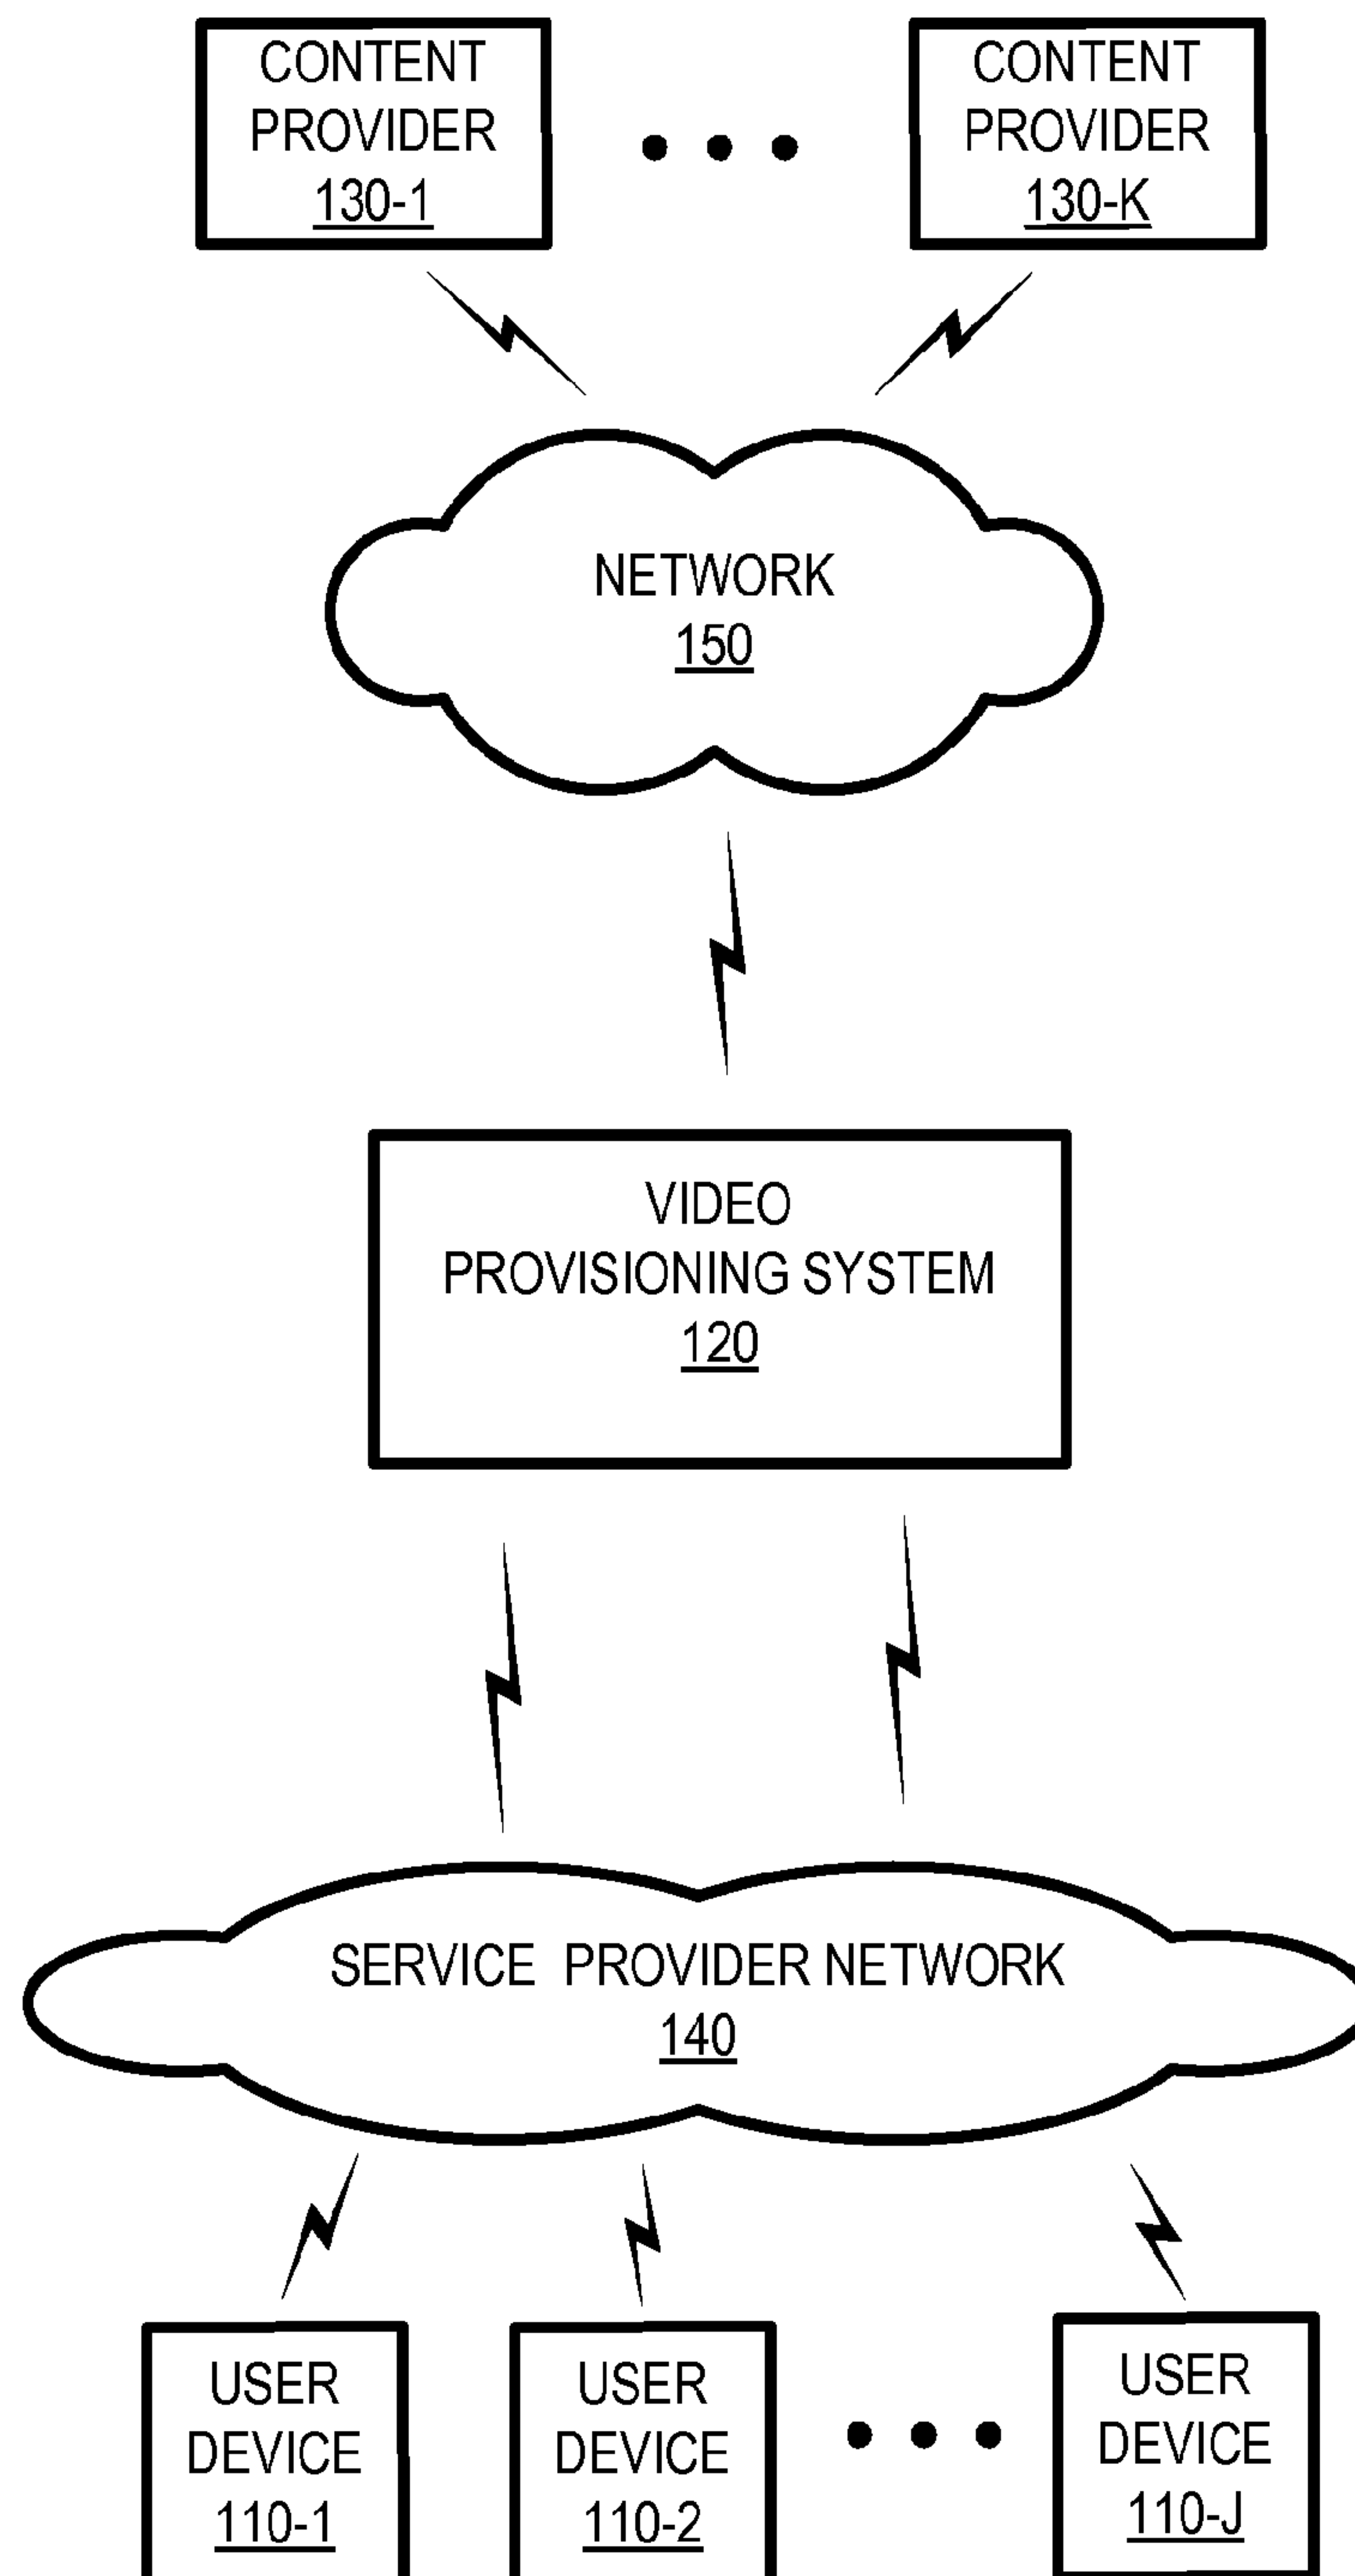 CONTENT
PROVIDER
130-1
CONTENT
PROVIDER
130-K
NETWORK
150
VIDEO
PROVISIONING SYSTEM
120
SERVICE PROVIDER NETWORK
140
USER
DEVICE
110-1
USER
DEVICE
110-2
USER
DEVICE
110-J